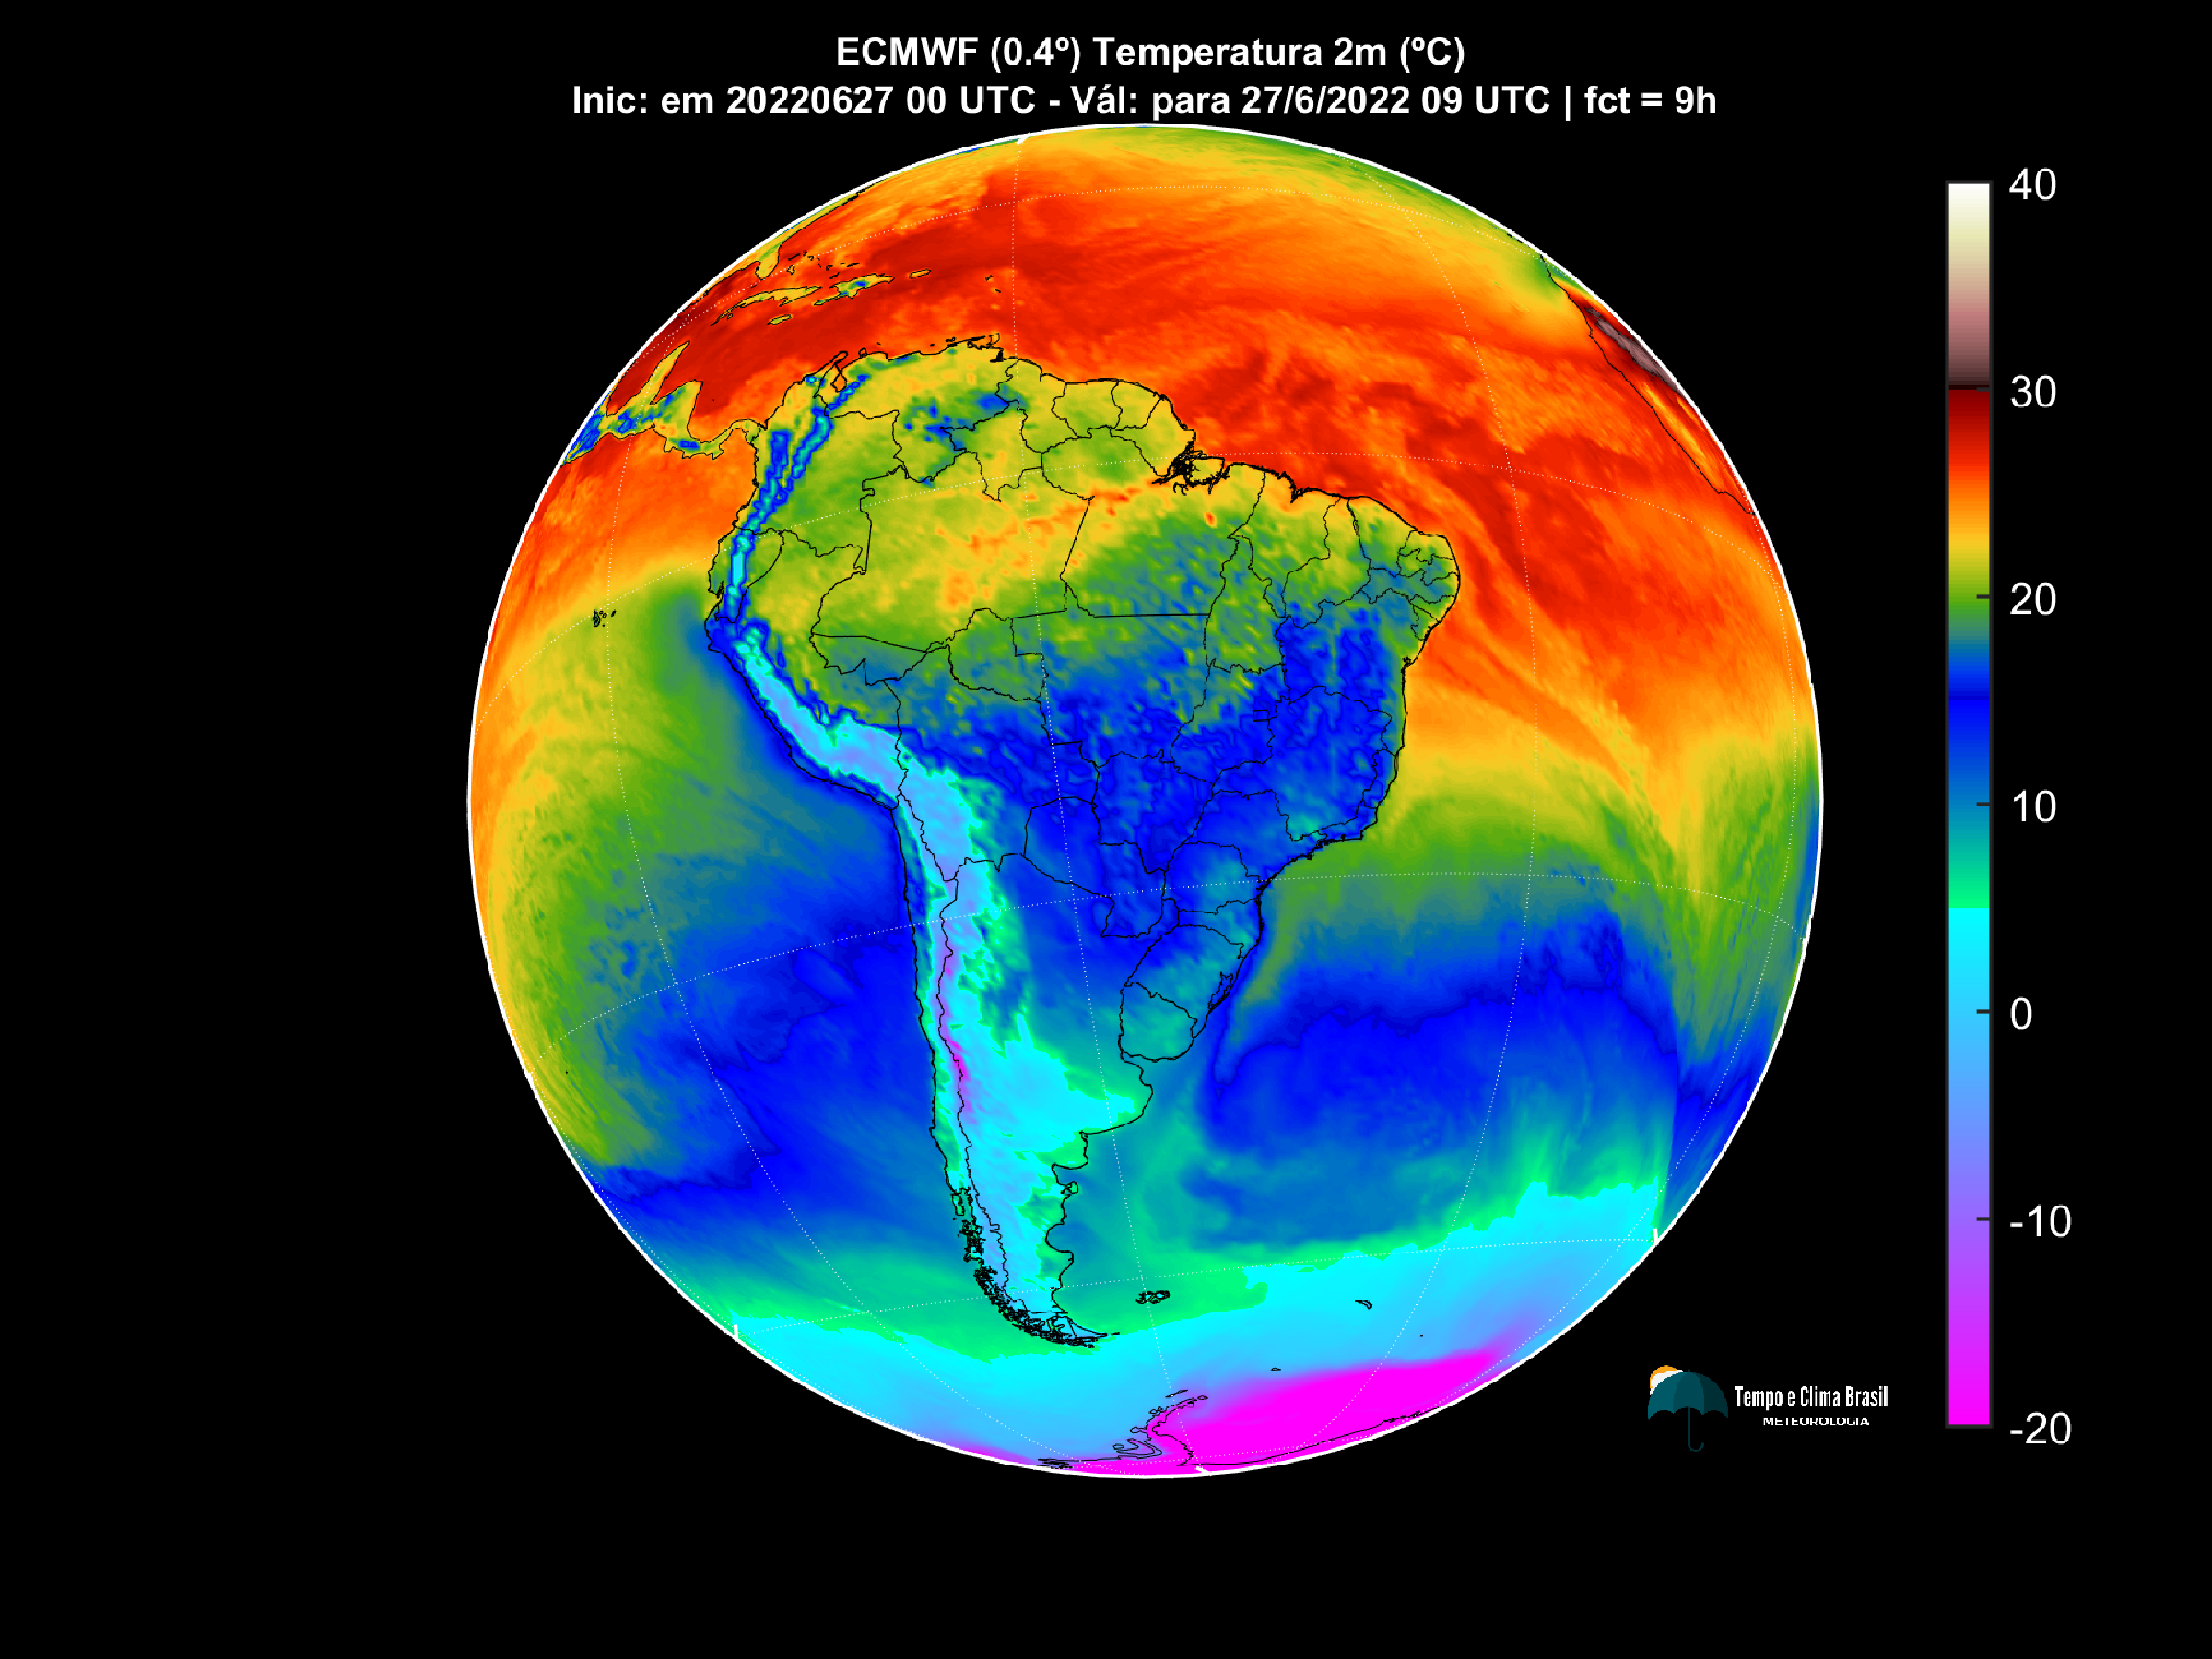 ECMWF (0.4º) Temperatura 2m (ºC)
Inic: em 20220627 00 UTC - Vál: para 27/6/2022 09 UTC | fct = 9h
40
30
20
10
0
-10
-20
Tempo e Clima Brasil
METEOROLOGIA